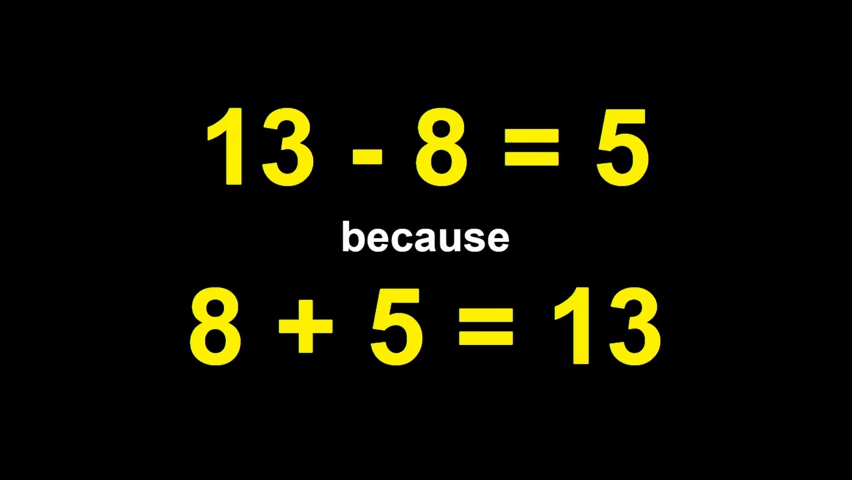 13 - 8 = 5
because
8 + 5 = 13